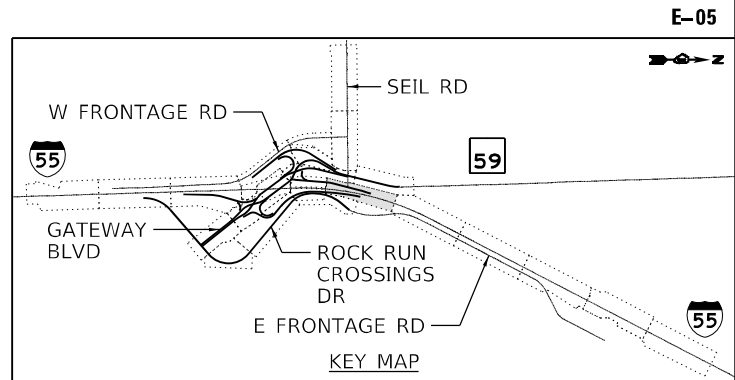 E-05
N
SEIL RD
W FRONTAGE RD
55
59
GATEWAY
BLVD
ROCK RUN
CROSSINGS
DR
E FRONTAGE RD
55
KEY MAP